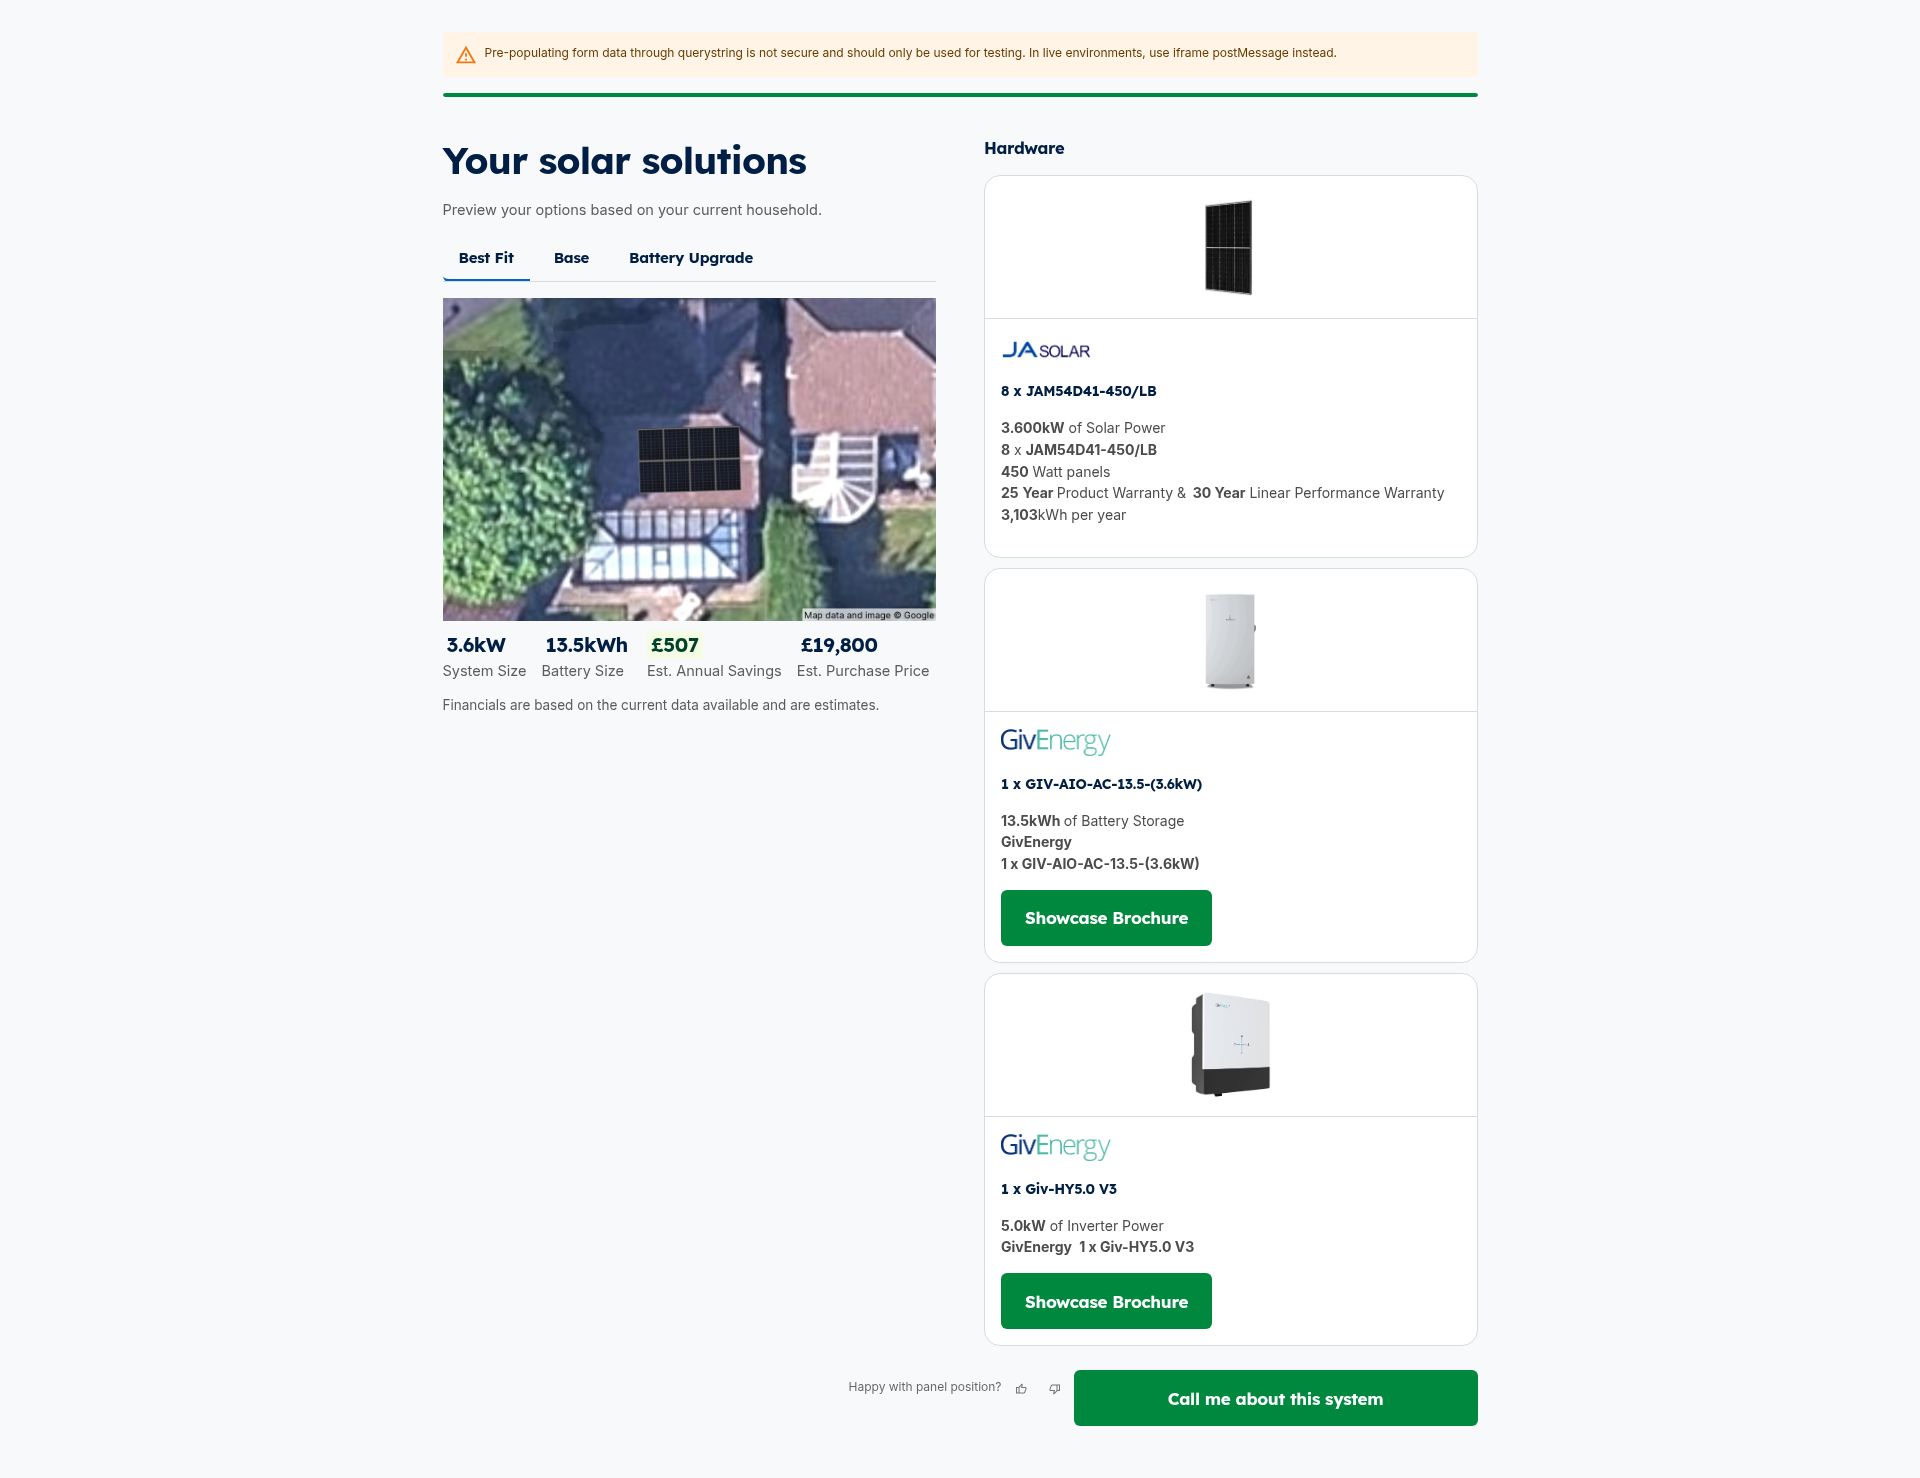 Pre-populating form data through querystring is not secure and should only be used for testing. In live environments, use iframe postMessage instead.
Your solar solutions
Preview your options based on your current household.
Best Fit
Base
Battery Upgrade
Map data and image © Google
3.6kW
System Size
13.5kWh
Battery Size
£507
Est. Annual Savings
£19,800
Est. Purchase Price
Financials are based on the current data available and are estimates.
Hardware
JA SOLAR
8 x JAM54D41-450/LB
3.600kW of Solar Power
8 x JAM54D41-450/LB
450 Watt panels
25 Year Product Warranty & 30 Year Linear Performance Warranty
3,103kWh per year
GivEnergy
1 x GIV-AIO-AC-13.5-(3.6kW)
13.5kWh of Battery Storage
GivEnergy
1 x GIV-AIO-AC-13.5-(3.6kW)
Showcase Brochure
GivEnergy
1 x Giv-HY5.0 V3
5.0kW of Inverter Power
GivEnergy 1 x Giv-HY5.0 V3
Showcase Brochure
Happy with panel position?
Call me about this system